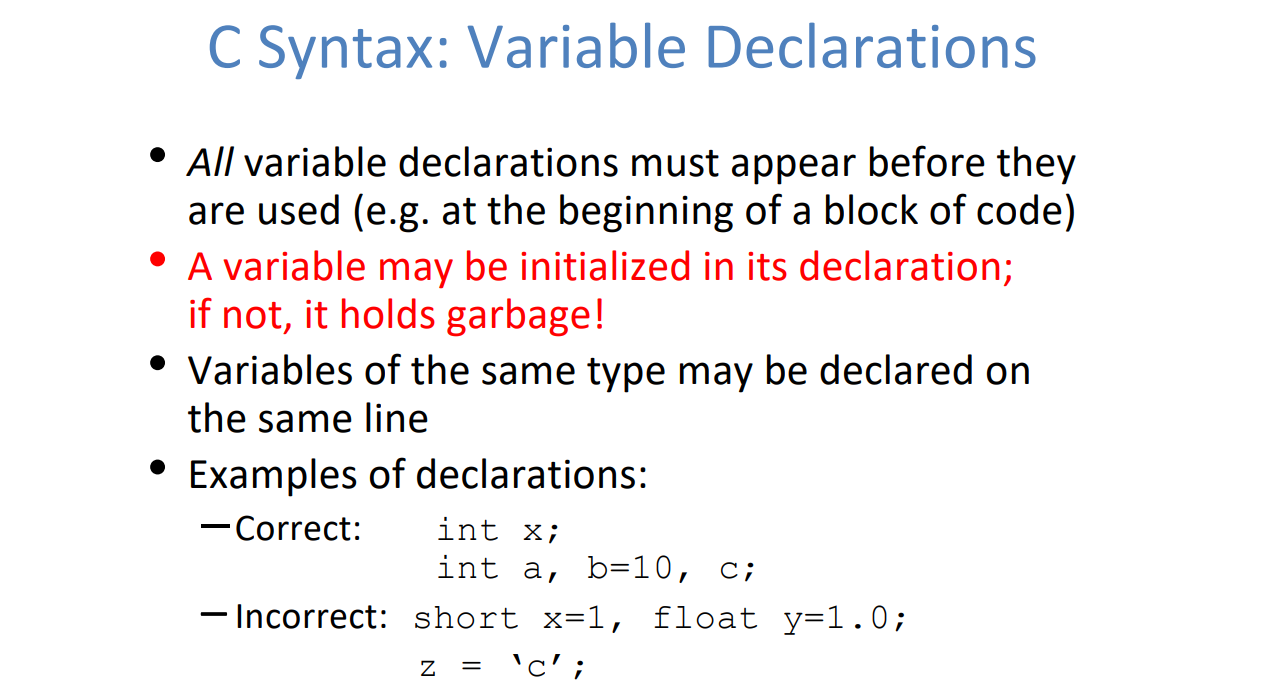 C Syntax: Variable Declarations
• All variable declarations must appear before they
are used (e.g. at the beginning of a block of code)
• A variable may be initialized in its declaration;
if not, it holds garbage!
• Variables of the same type may be declared on
the same line
• Examples of declarations:
– Correct: int x;
int a, b=10, c;
– Incorrect: short x=1, float y=1.0;
z = ‘c’;